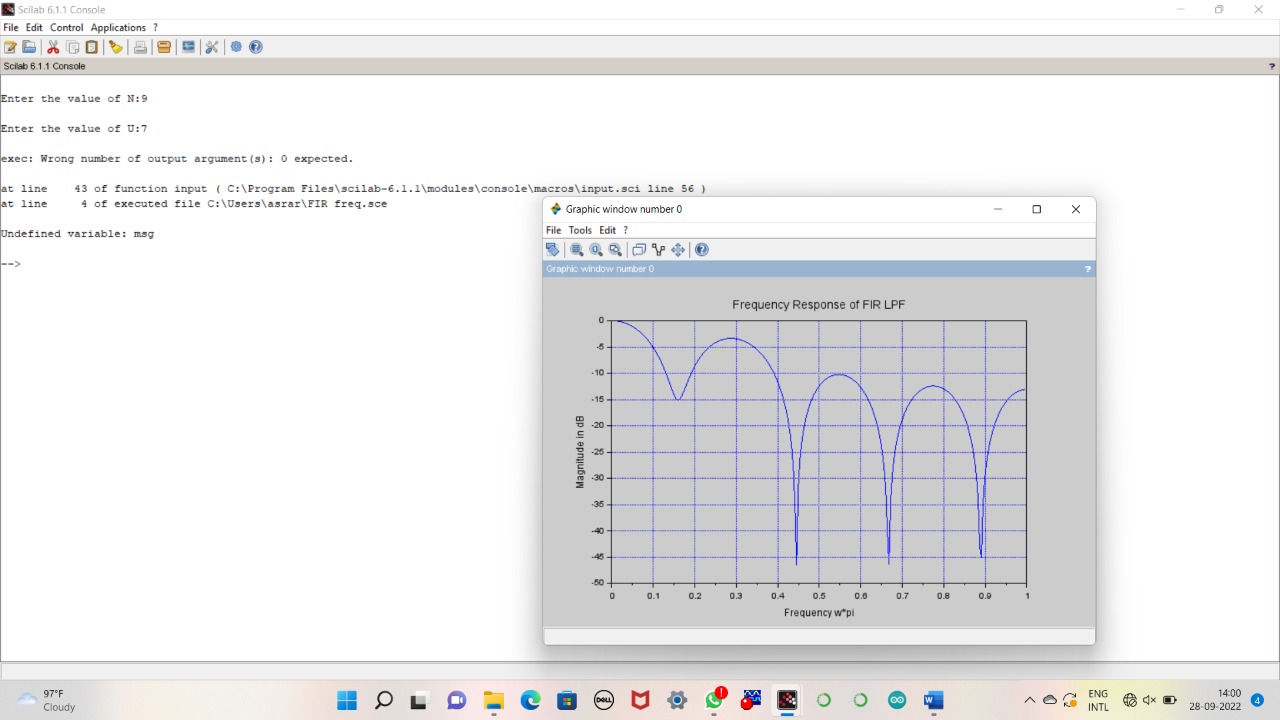 Scilab 6.1.1 Console
File Edit Control Applications ?
Scilab 6.1.1 Console ?
Enter the value of N:9
Enter the value of U:7
exec: Wrong number of output argument(s): 0 expected.
at line 43 of function input ( C:\Program Files\scilab-6.1.1\modules\console\macros\input.sci line 56 )
at line 4 of executed file C:\Users\asrar\FIR freq.sce
Undefined variable: msg
-->
Graphic window number 0
File Tools Edit ?
Graphic window number 0 ?
Frequency Response of FIR LPF
0
-5
-10
-15
-20
-25
-30
-35
-40
-45
-50
Magnitude in dB
0 0.1 0.2 0.3 0.4 0.5 0.6 0.7 0.8 0.9 1
Frequency w*pi
97°F
Cloudy
DELL
ENG
INTL
14:00
28-09-2022
4